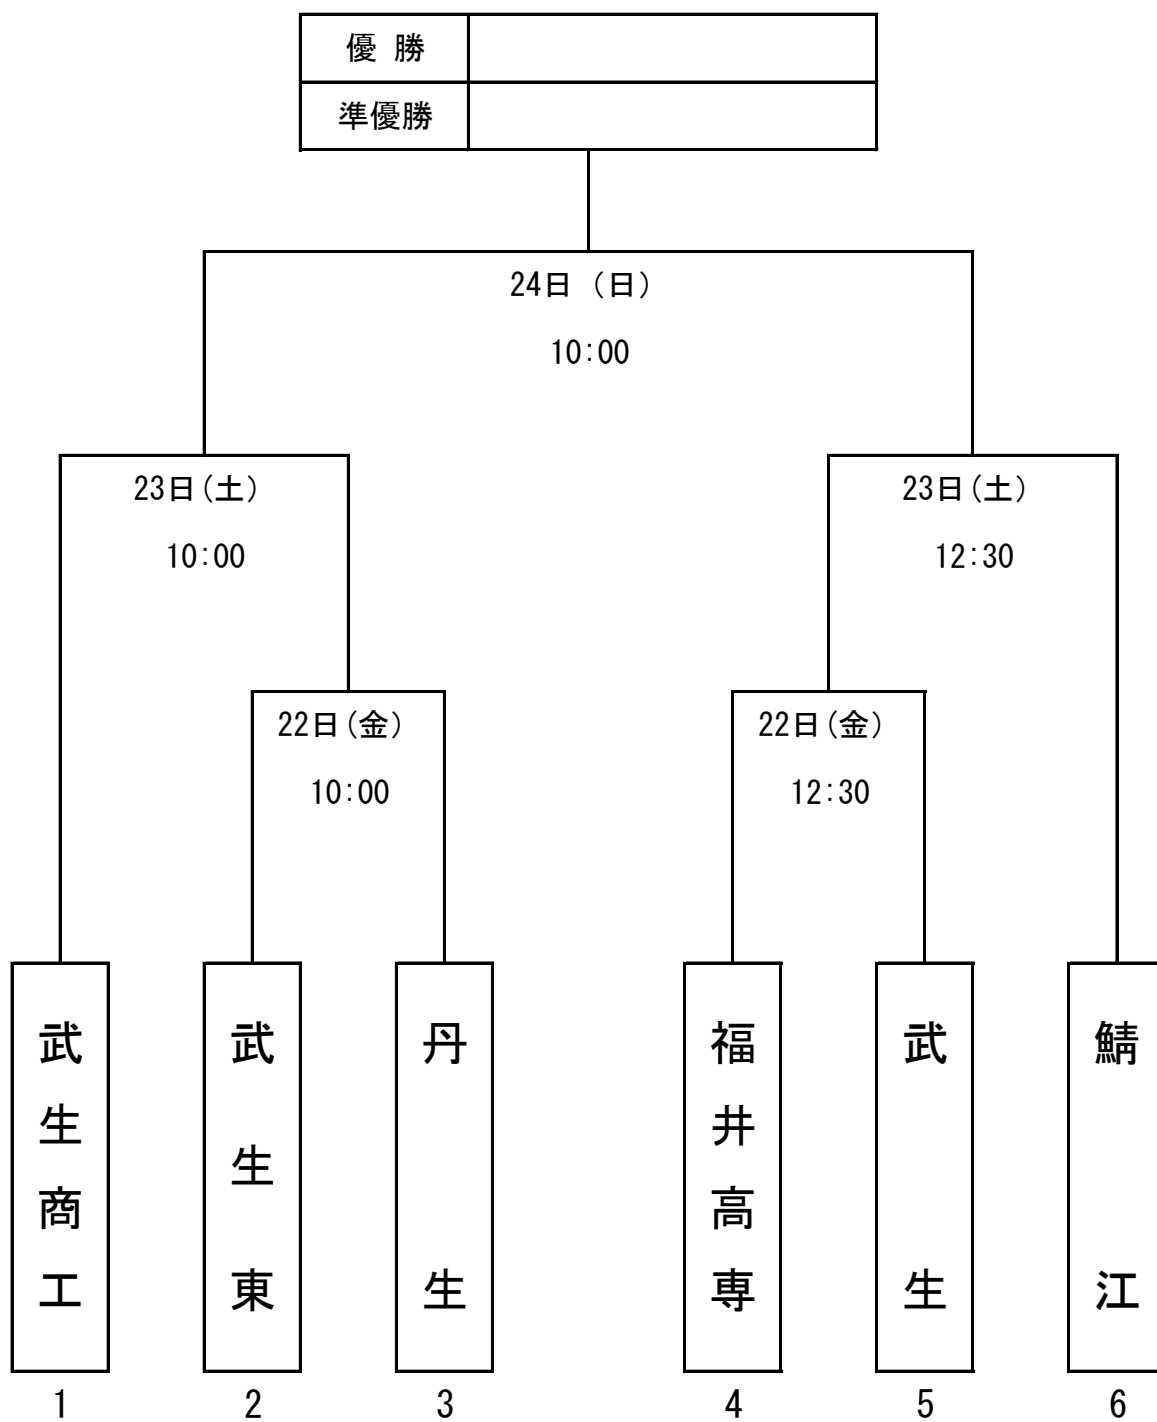 優 勝
準優勝
24日（日）
10:00
23日(土)
10:00
23日(土)
12:30
22日(金)
10:00
22日(金)
12:30
武生商工
武生東
丹生
福井高専
武生
鯖江
1 2 3 4 5 6